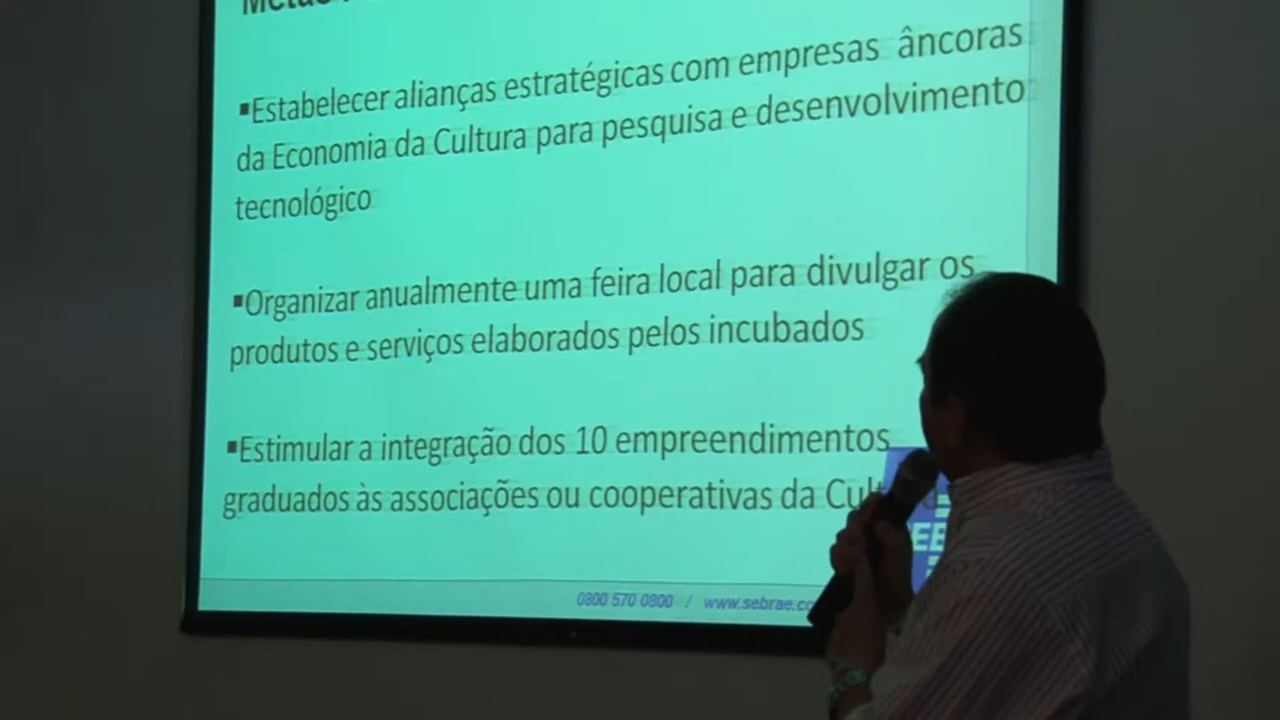 ▪Estabelecer alianças estratégicas com empresas âncoras
da Economia da Cultura para pesquisa e desenvolvimento
tecnológico
▪Organizar anualmente uma feira local para divulgar os
produtos e serviços elaborados pelos incubados
▪Estimular a integração dos 10 empreendimentos
graduados às associações ou cooperativas da
0800 570 0800 / www.sebrae.co